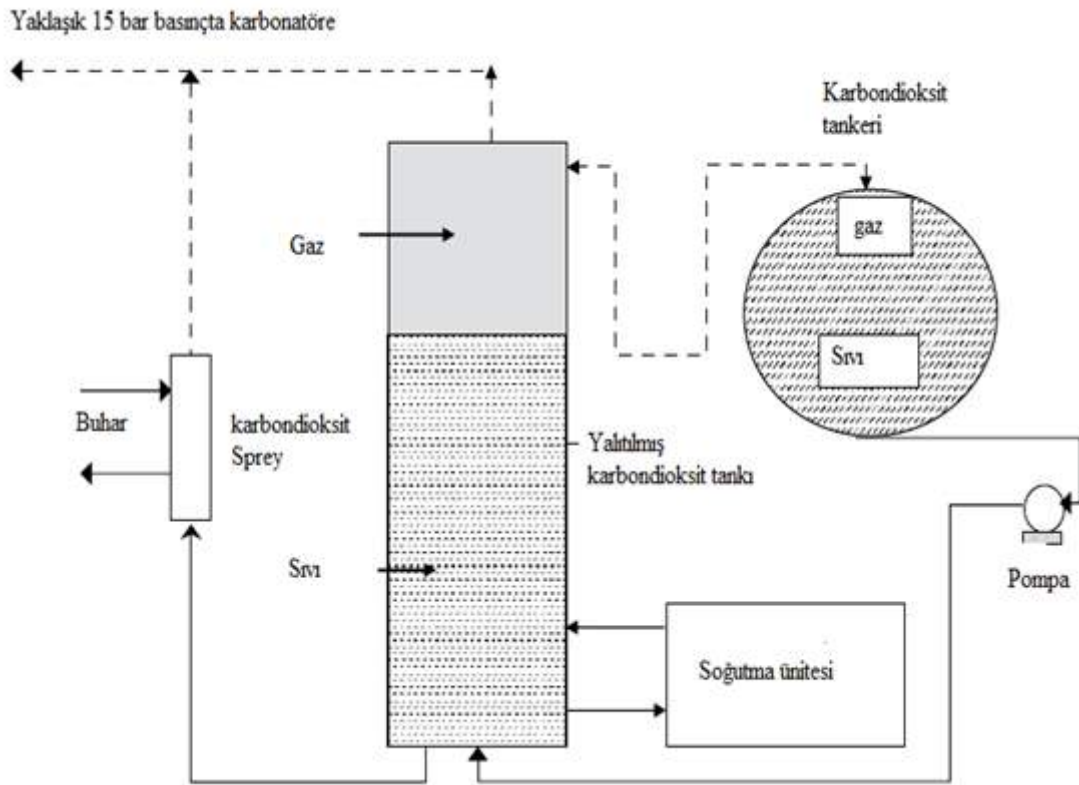 Yaklaşık 15 bar basınçta karbonatöre
Karbondioksit
tankeri
gaz
Gaz
Sıvı
Buhar
karbondioksit
Sprey
Yalıtılmış
karbondioksit tankı
Sıvı
Pompa
Soğutma ünitesi